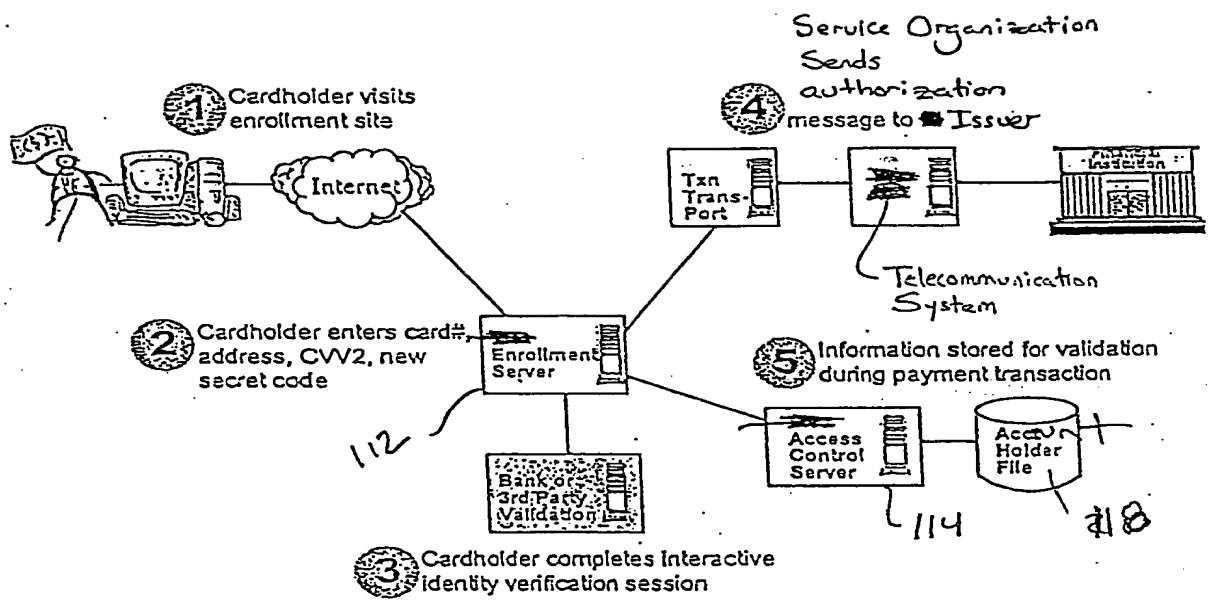 Service Organization
Sends
authorization
4
message to Issuer
1
Cardholder visits
enrollment site
Internet
Txn
Trans-
Port
Institution
Telecommunication
System
2
Cardholder enters card#,
address, CVV2, new
secret code
Enrollment
Server
112
5
Information stored for validation
during payment transaction
Access
Control
Server
Holder
File
114
118
Bank or
3rd Party
Validation
3
Cardholder completes Interactive
identity verification session